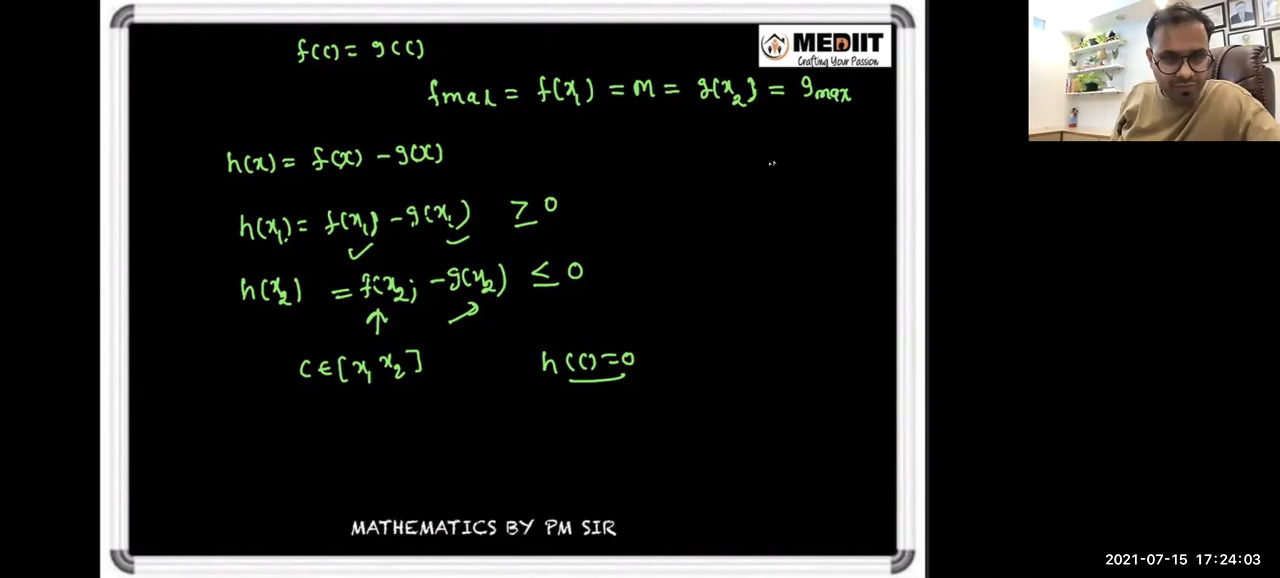 f(c) = g(c)
MEDIIT
Crafting Your Passion
fmax = f(x₁) = M = g(x₂) = gmax
h(x) = f(x) - g(x)
h(x₁) = f(x₁) - g(x₁) ≥ 0
h(x₂) = f(x₂) - g(x₂) ≤ 0
c ∈ [x₁ x₂] h(c) = 0
MATHEMATICS BY PM SIR
2021-07-15 17:24:03